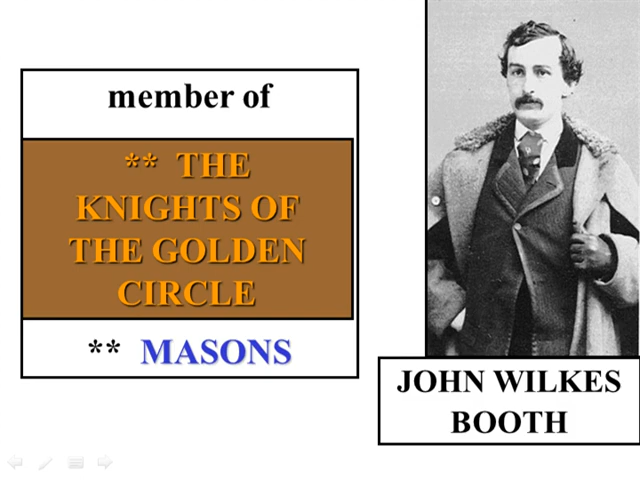 member of
** THE
KNIGHTS OF
THE GOLDEN
CIRCLE
** MASONS
JOHN WILKES
BOOTH